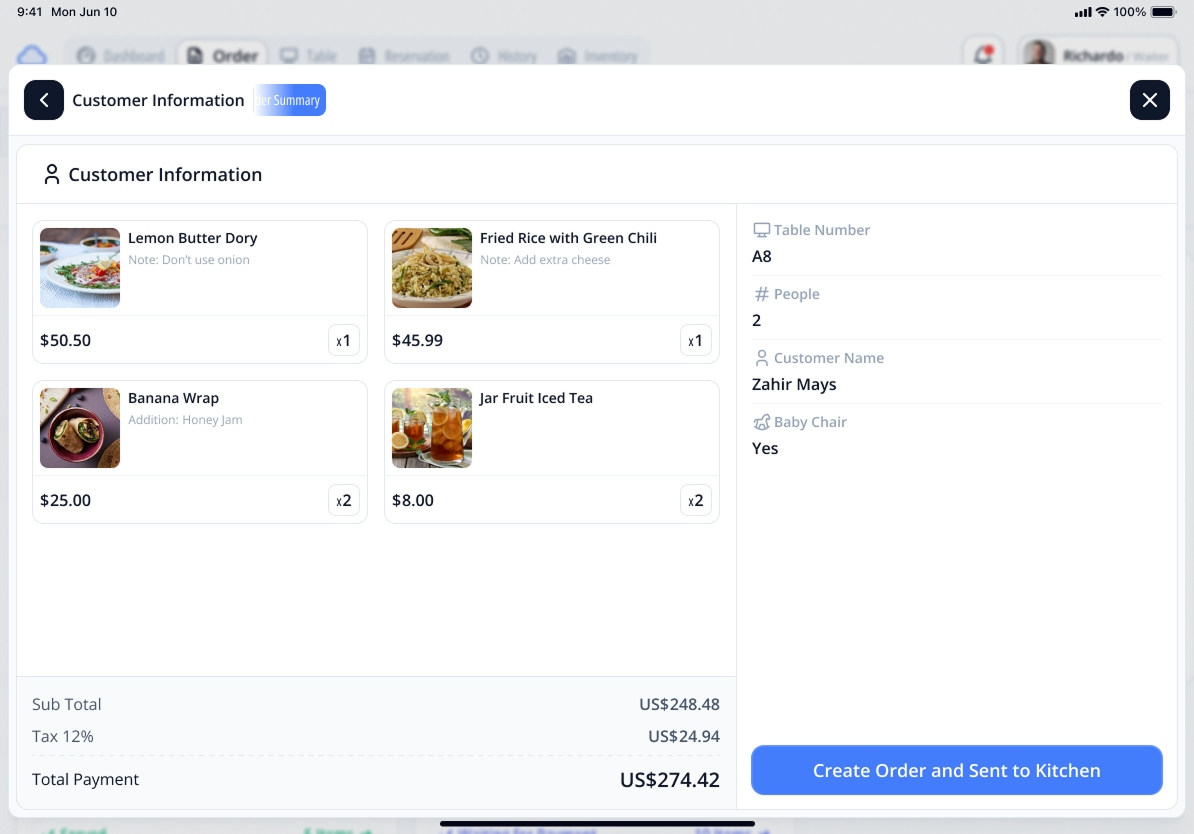 9:41 Mon Jun 10
100%
Dashboard
Order
Table
Reservation
History
Inventory
Richardo / Waiter
Customer Information
der Summary
Customer Information
Lemon Butter Dory
Note: Don't use onion
$50.50
x1
Fried Rice with Green Chili
Note: Add extra cheese
$45.99
x1
Banana Wrap
Addition: Honey Jam
$25.00
x2
Jar Fruit Iced Tea
$8.00
x2
Sub Total
US$248.48
Tax 12%
US$24.94
Total Payment
US$274.42
Table Number
A8
# People
2
Customer Name
Zahir Mays
Baby Chair
Yes
Create Order and Sent to Kitchen
Waiting for Payment